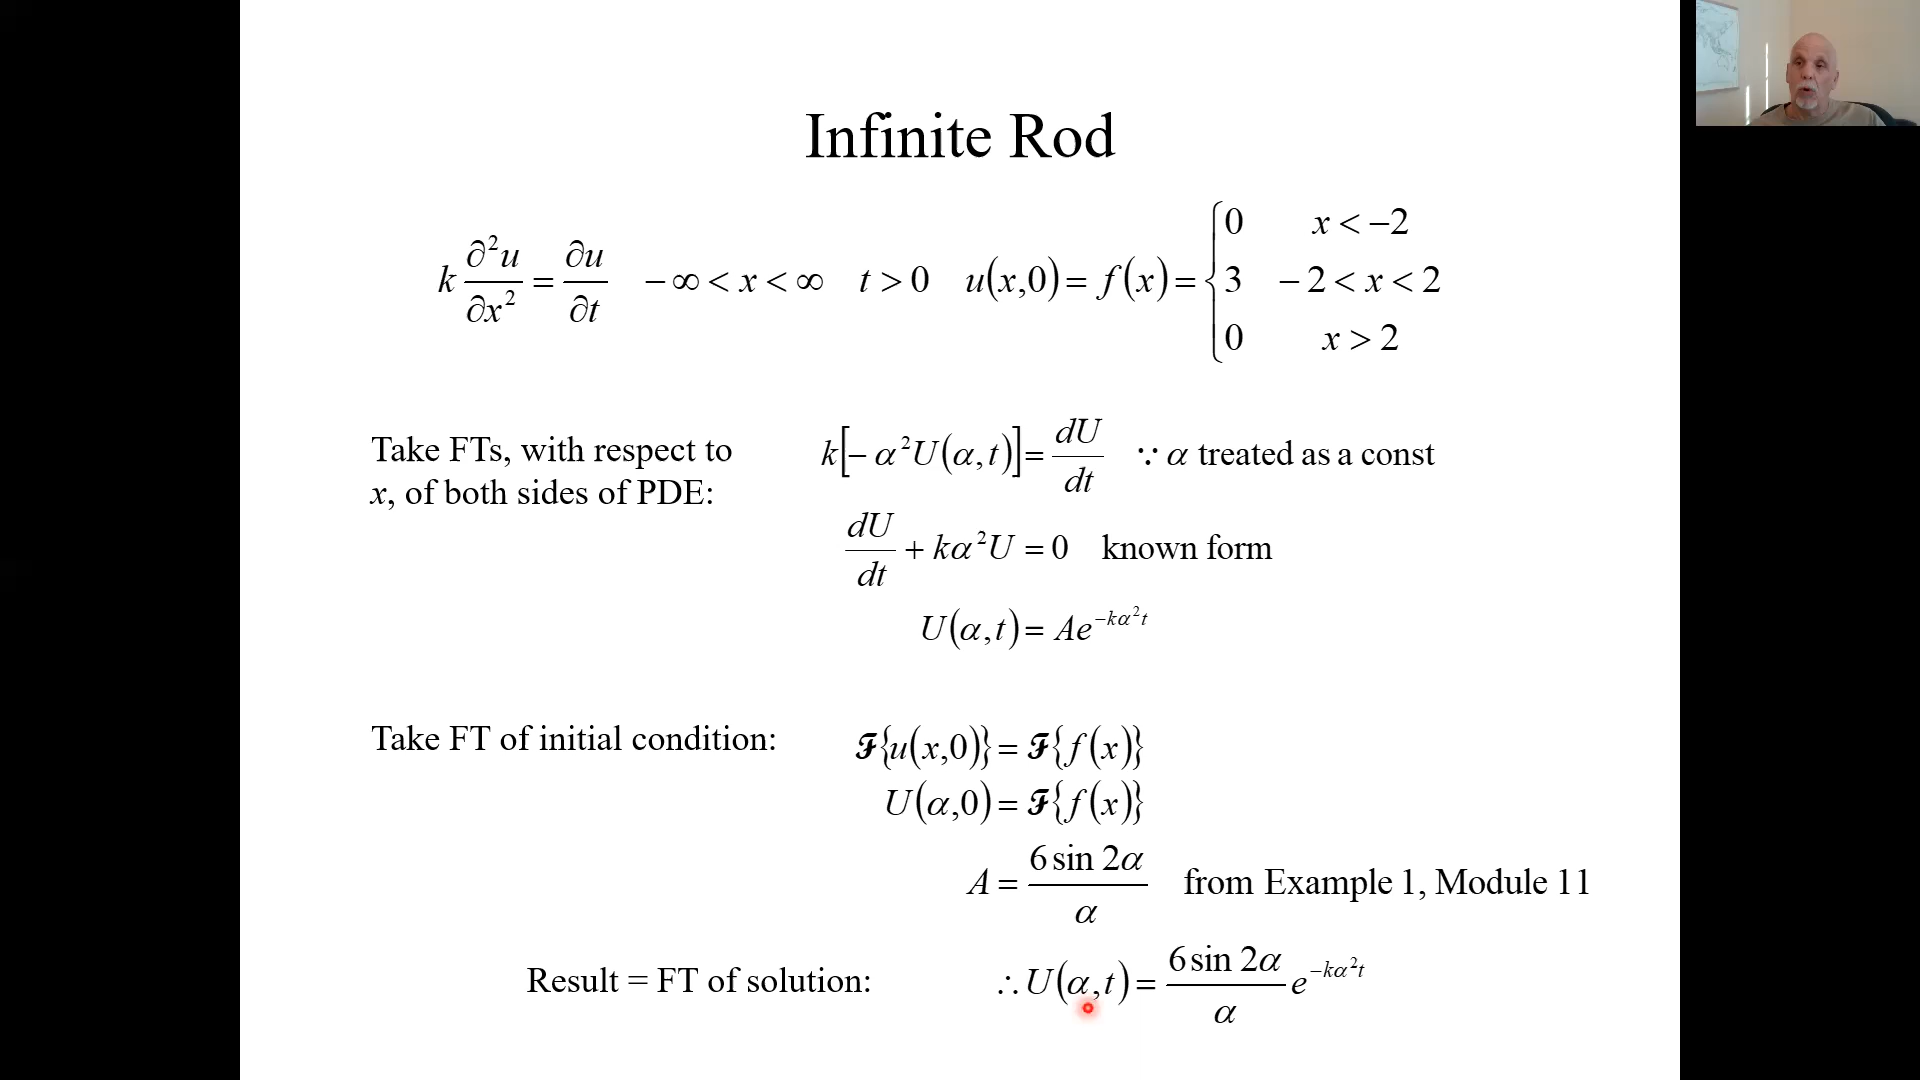 Infinite Rod
k ∂²u/∂x² = ∂u/∂t   −∞ < x < ∞   t > 0   u(x,0) = f(x) = { 0   x < −2
3   −2 < x < 2
0   x > 2
Take FTs, with respect to
x, of both sides of PDE:
k[−α²U(α,t)] = dU/dt   ∵ α treated as a const
dU/dt + kα²U = 0   known form
U(α,t) = Ae^{−kα²t}
Take FT of initial condition:   ℱ{u(x,0)} = ℱ{f(x)}
U(α,0) = ℱ{f(x)}
A = 6 sin 2α / α   from Example 1, Module 11
Result = FT of solution:   ∴ U(α,t) = 6 sin 2α / α e^{−kα²t}